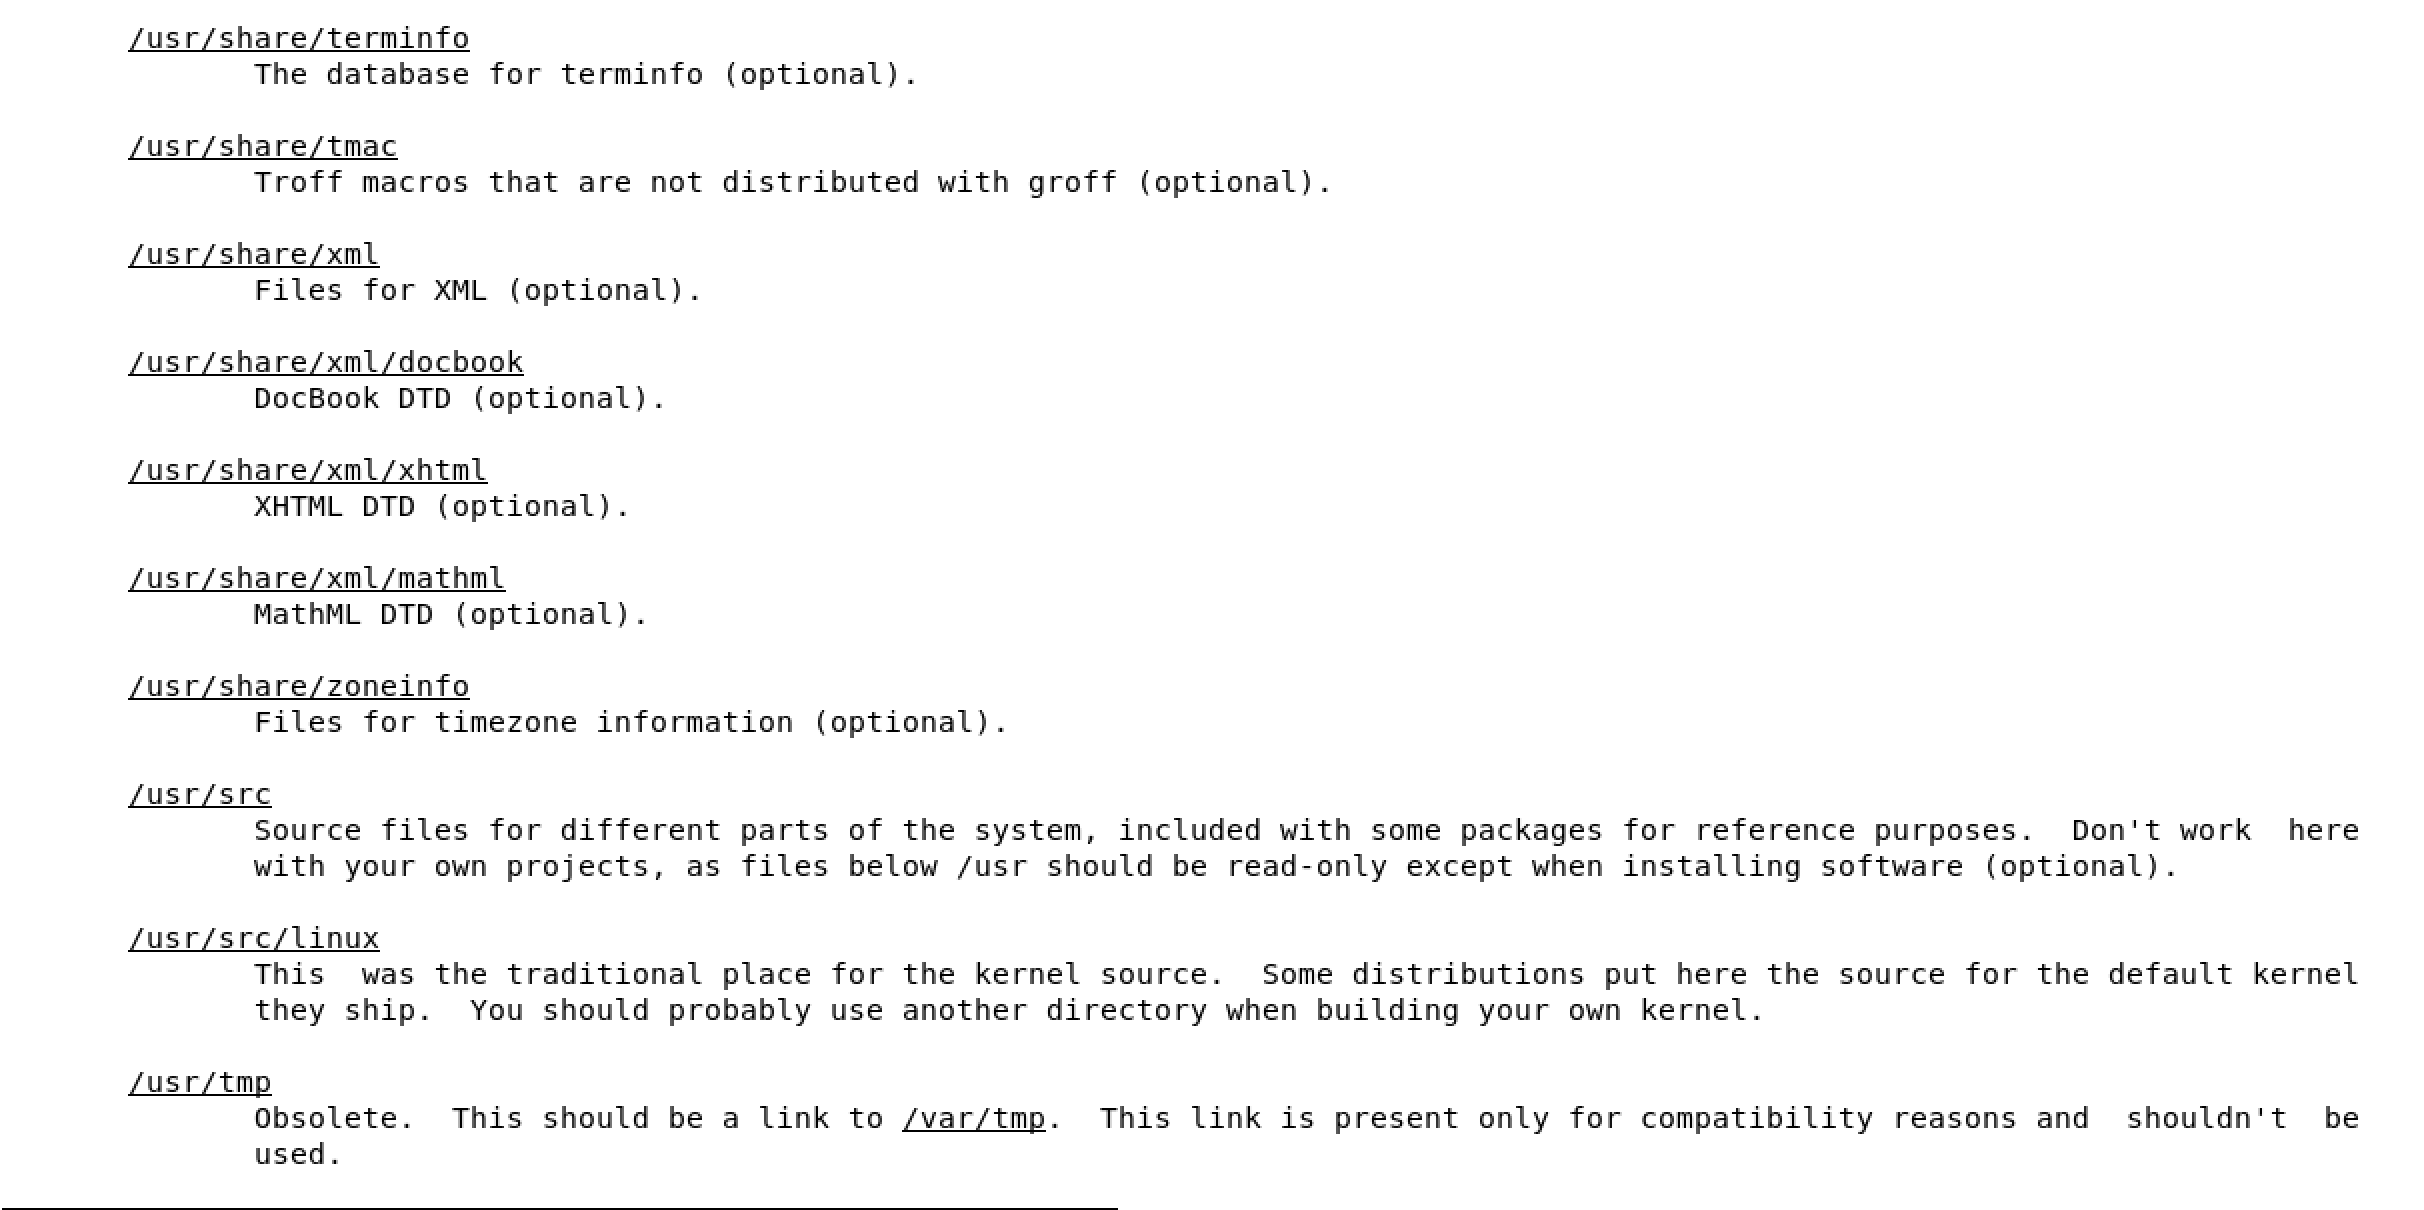 /usr/share/terminfo
The database for terminfo (optional).
/usr/share/tmac
Troff macros that are not distributed with groff (optional).
/usr/share/xml
Files for XML (optional).
/usr/share/xml/docbook
DocBook DTD (optional).
/usr/share/xml/xhtml
XHTML DTD (optional).
/usr/share/xml/mathml
MathML DTD (optional).
/usr/share/zoneinfo
Files for timezone information (optional).
/usr/src
Source files for different parts of the system, included with some packages for reference purposes.  Don't work  here
with your own projects, as files below /usr should be read-only except when installing software (optional).
/usr/src/linux
This  was the traditional place for the kernel source.  Some distributions put here the source for the default kernel
they ship.  You should probably use another directory when building your own kernel.
/usr/tmp
Obsolete.  This should be a link to /var/tmp.  This link is present only for compatibility reasons and  shouldn't  be
used.